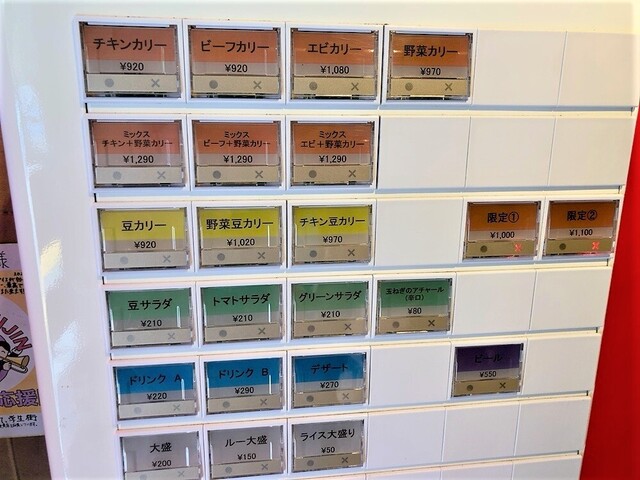 チキンカリー
¥920
ビーフカリー
¥920
エビカリー
¥1,080
野菜カリー
¥970
ミックス
チキン+野菜カリー
¥1,290
ミックス
ビーフ+野菜カリー
¥1,290
ミックス
エビ+野菜カリー
¥1,290
豆カリー
¥920
野菜豆カリー
¥1,020
チキン豆カリー
¥970
限定①
¥1,000
限定②
¥1,100
豆サラダ
¥210
トマトサラダ
¥210
グリーンサラダ
¥210
玉ねぎのアチャール
(辛口)
¥80
ドリンク A
¥220
ドリンク B
¥290
デザート
¥270
ビール
¥550
大盛
¥200
ルー大盛
¥150
ライス大盛り
¥50
様
IJIN
応援